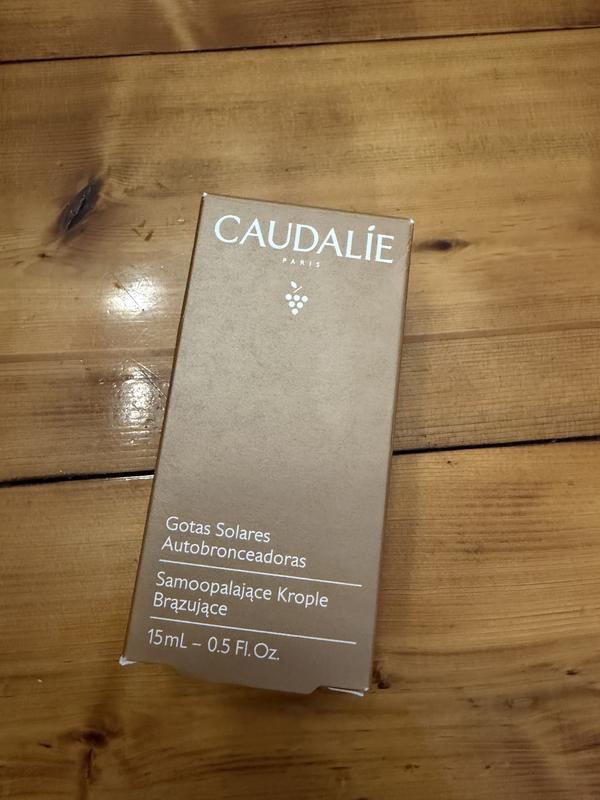 CAUDALÍE
PARIS
Gotas Solares
Autobronceadoras
Samoopalające Krople
Brązujące
15mL – 0.5 Fl. Oz.